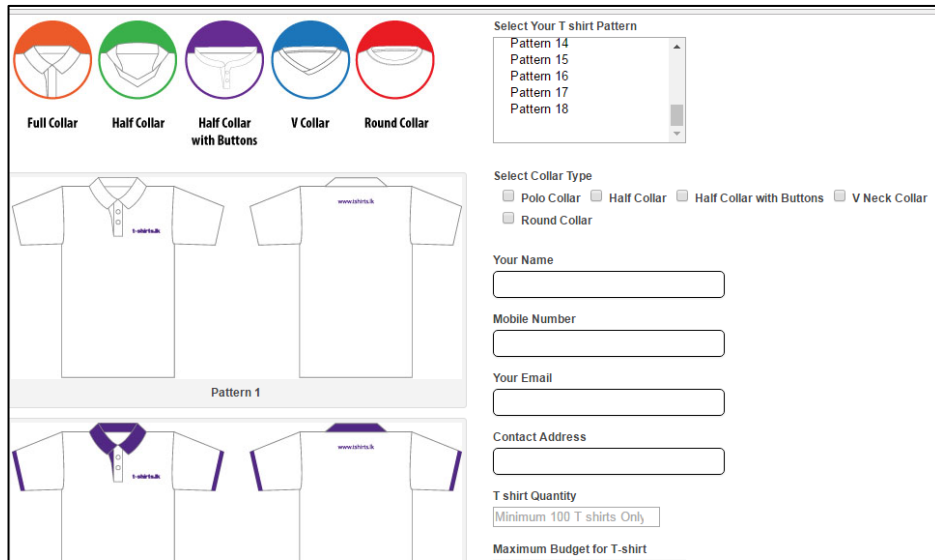 Full Collar
Half Collar
Half Collar
with Buttons
V Collar
Round Collar
t-shirts.lk
www.tshirts.lk
Pattern 1
t-shirts.lk
www.tshirts.lk
Select Your T shirt Pattern
Pattern 14
Pattern 15
Pattern 16
Pattern 17
Pattern 18
Select Collar Type
Polo Collar Half Collar Half Collar with Buttons V Neck Collar
Round Collar
Your Name
Mobile Number
Your Email
Contact Address
T shirt Quantity
Minimum 100 T shirts Only
Maximum Budget for T-shirt